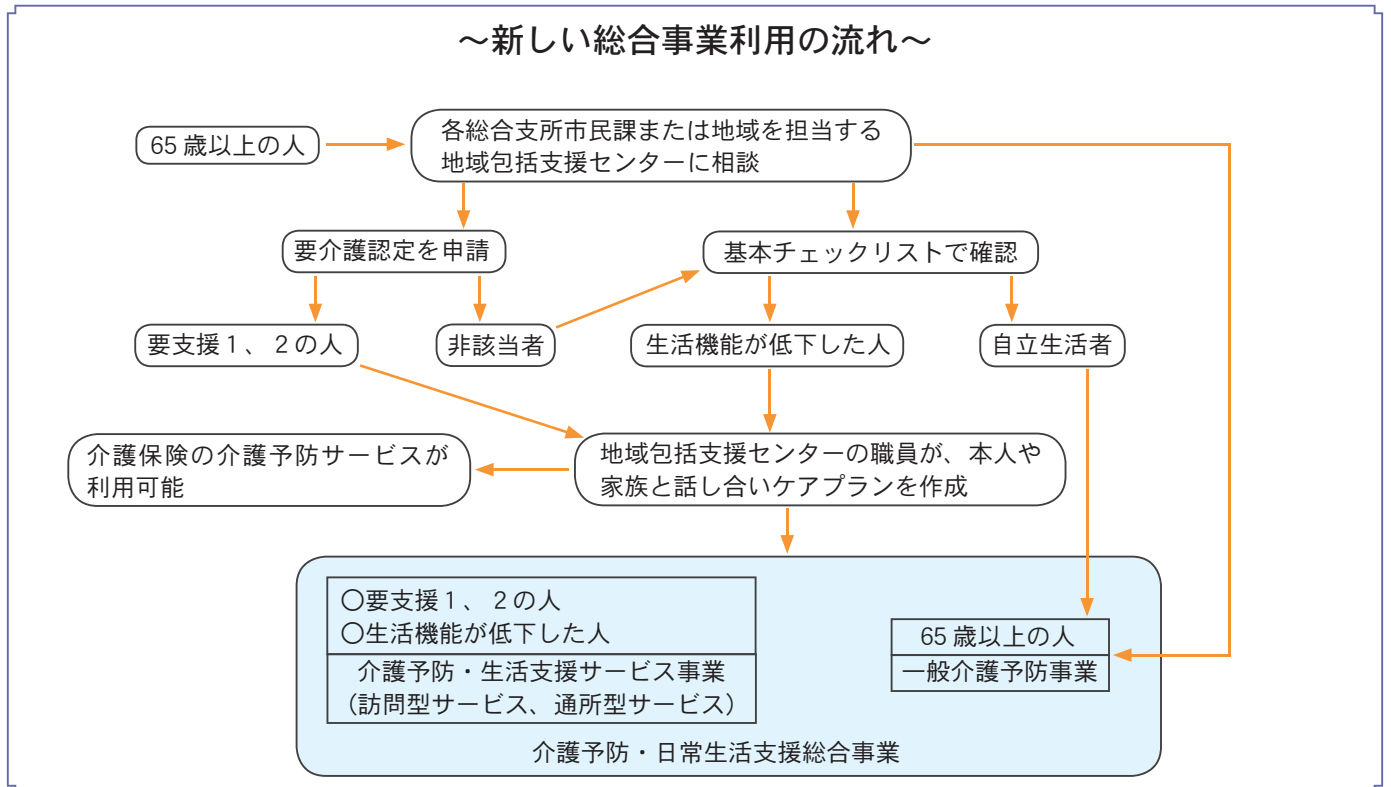 ～新しい総合事業利用の流れ～
65歳以上の人
各総合支所市民課または地域を担当する
地域包括支援センターに相談
要介護認定を申請
基本チェックリストで確認
要支援１、２の人
非該当者
生活機能が低下した人
自立生活者
介護保険の介護予防サービスが
利用可能
地域包括支援センターの職員が、本人や
家族と話し合いケアプランを作成
〇要支援１、２の人
〇生活機能が低下した人
介護予防・生活支援サービス事業
（訪問型サービス、通所型サービス）
65歳以上の人
一般介護予防事業
介護予防・日常生活支援総合事業